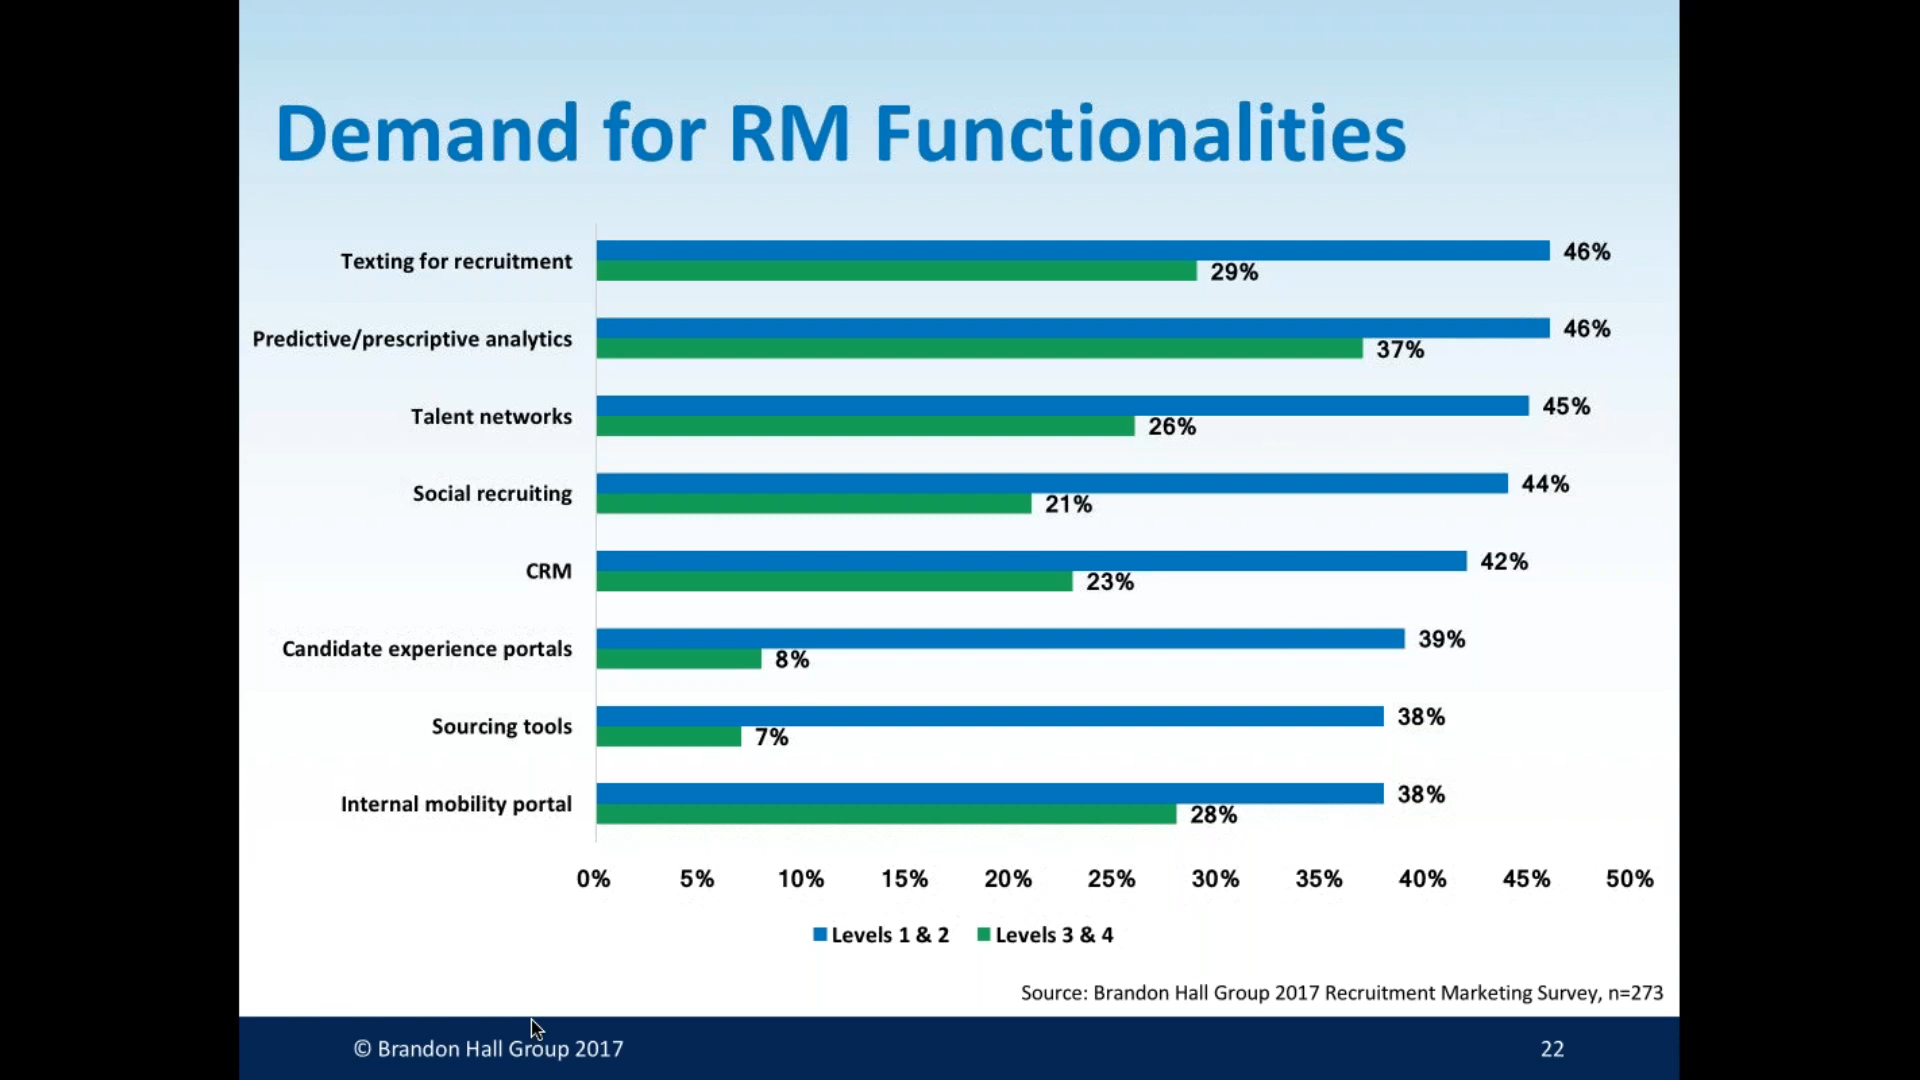 Demand for RM Functionalities
Texting for recruitment
46%
29%
Predictive/prescriptive analytics
46%
37%
Talent networks
45%
26%
Social recruiting
44%
21%
CRM
42%
23%
Candidate experience portals
39%
8%
Sourcing tools
38%
7%
Internal mobility portal
38%
28%
0% 5% 10% 15% 20% 25% 30% 35% 40% 45% 50%
Levels 1 & 2 Levels 3 & 4
Source: Brandon Hall Group 2017 Recruitment Marketing Survey, n=273
© Brandon Hall Group 2017 22